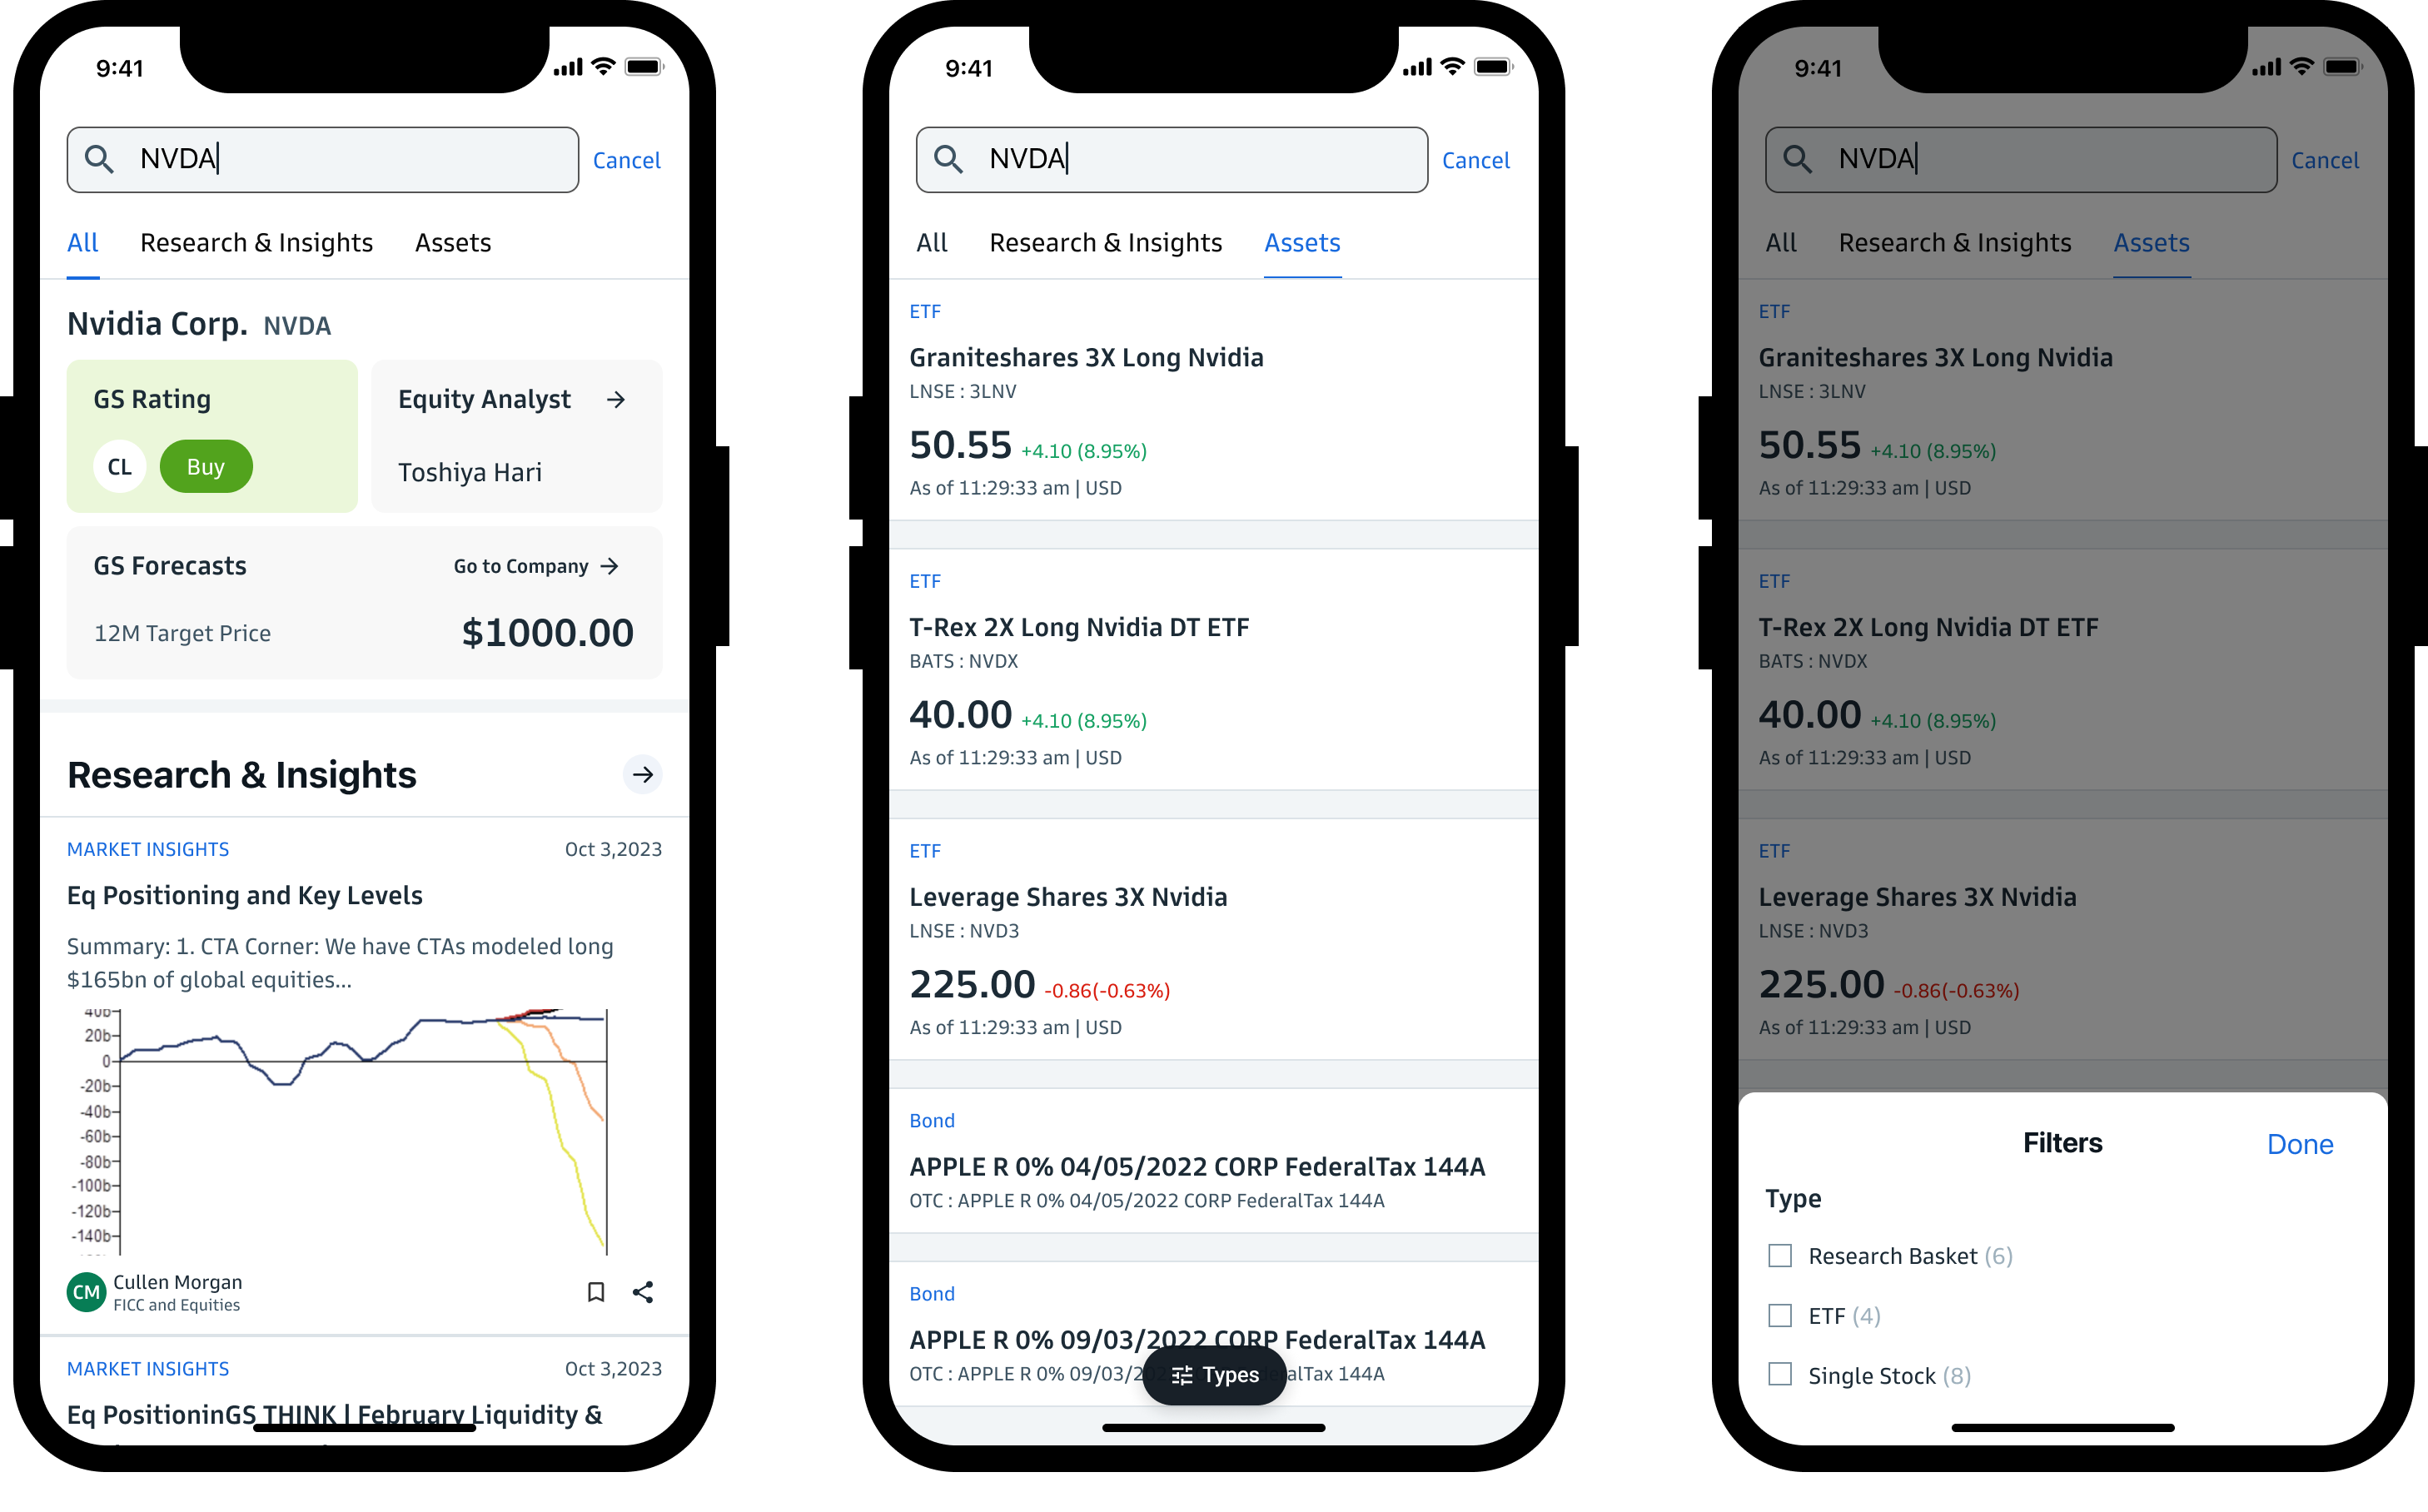 9:41
NVDA
Cancel
All Research & Insights Assets
Nvidia Corp. NVDA
GS Rating
CL Buy
Equity Analyst
Toshiya Hari
GS Forecasts Go to Company
12M Target Price $1000.00
Research & Insights
MARKET INSIGHTS Oct 3,2023
Eq Positioning and Key Levels
Summary: 1. CTA Corner: We have CTAs modeled long
$165bn of global equities...
40b
20b
0
-20b
-40b
-60b
-80b
-100b
-120b
-140b
CM
Cullen Morgan
FICC and Equities
MARKET INSIGHTS Oct 3,2023
Eq PositioninGS THINK | February Liquidity &
9:41
NVDA
Cancel
All Research & Insights Assets
ETF
Graniteshares 3X Long Nvidia
LNSE : 3LNV
50.55 +4.10 (8.95%)
As of 11:29:33 am | USD
ETF
T-Rex 2X Long Nvidia DT ETF
BATS : NVDX
40.00 +4.10 (8.95%)
As of 11:29:33 am | USD
ETF
Leverage Shares 3X Nvidia
LNSE : NVD3
225.00 -0.86(-0.63%)
As of 11:29:33 am | USD
Bond
APPLE R 0% 04/05/2022 CORP FederalTax 144A
OTC : APPLE R 0% 04/05/2022 CORP FederalTax 144A
Bond
APPLE R 0% 09/03/2022 CORP FederalTax 144A
OTC : APPLE R 0% 09/03/2 alTax 144A
Types
9:41
NVDA
Cancel
All Research & Insights Assets
ETF
Graniteshares 3X Long Nvidia
LNSE : 3LNV
50.55 +4.10 (8.95%)
As of 11:29:33 am | USD
ETF
T-Rex 2X Long Nvidia DT ETF
BATS : NVDX
40.00 +4.10 (8.95%)
As of 11:29:33 am | USD
ETF
Leverage Shares 3X Nvidia
LNSE : NVD3
225.00 -0.86(-0.63%)
As of 11:29:33 am | USD
Filters Done
Type
Research Basket (6)
ETF (4)
Single Stock (8)